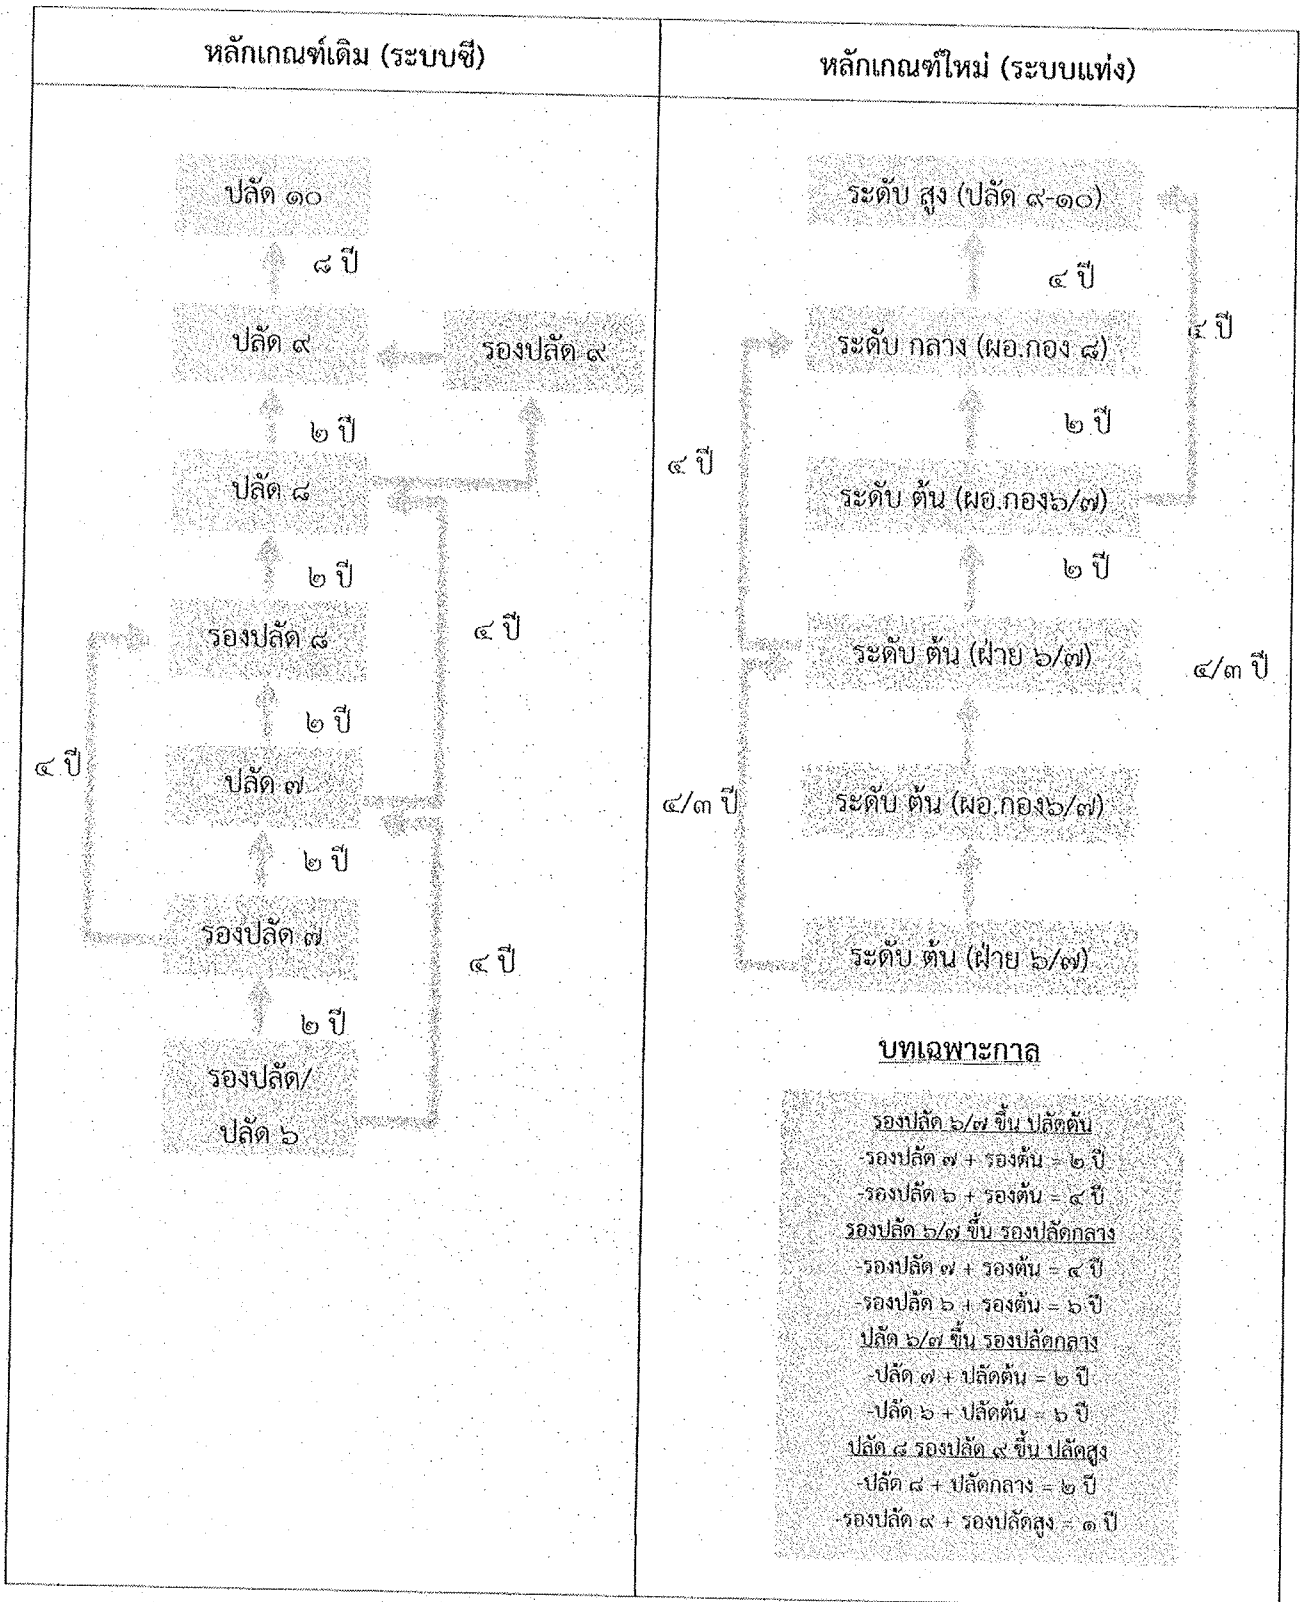 หลักเกณฑ์เดิม (ระบบซี)
ปลัด ๑๐
๘ ปี
ปลัด ๙
รองปลัด ๙
๒ ปี
ปลัด ๘
๒ ปี
รองปลัด ๘
๔ ปี
๒ ปี
๔ ปี
ปลัด ๗
๒ ปี
รองปลัด ๗
๔ ปี
๒ ปี
รองปลัด/
ปลัด ๖
หลักเกณฑ์ใหม่ (ระบบแท่ง)
ระดับ สูง (ปลัด ๙-๑๐)
๔ ปี
๔ ปี
ระดับ กลาง (ผอ.กอง ๘)
๒ ปี
๔ ปี
ระดับ ต้น (ผอ.กอง๖/๗)
๒ ปี
ระดับ ต้น (ฝ่าย ๖/๗)
๔/๓ ปี
๔/๓ ปี
ระดับ ต้น (ผอ.กอง๖/๗)
ระดับ ต้น (ฝ่าย ๖/๗)
บทเฉพาะกาล
รองปลัด ๖/๗ ขึ้น ปลัดต้น
-รองปลัด ๗ + รองต้น = ๒ ปี
-รองปลัด ๖ + รองต้น = ๔ ปี
รองปลัด ๖/๗ ขึ้น รองปลัดกลาง
-รองปลัด ๗ + รองต้น = ๔ ปี
-รองปลัด ๖ + รองต้น = ๖ ปี
ปลัด ๖/๗ ขึ้น รองปลัดกลาง
-ปลัด ๗ + ปลัดต้น = ๒ ปี
-ปลัด ๖ + ปลัดต้น = ๖ ปี
ปลัด ๘ รองปลัด ๙ ขึ้น ปลัดสูง
-ปลัด ๘ + ปลัดกลาง = ๒ ปี
-รองปลัด ๙ + รองปลัดสูง = ๑ ปี